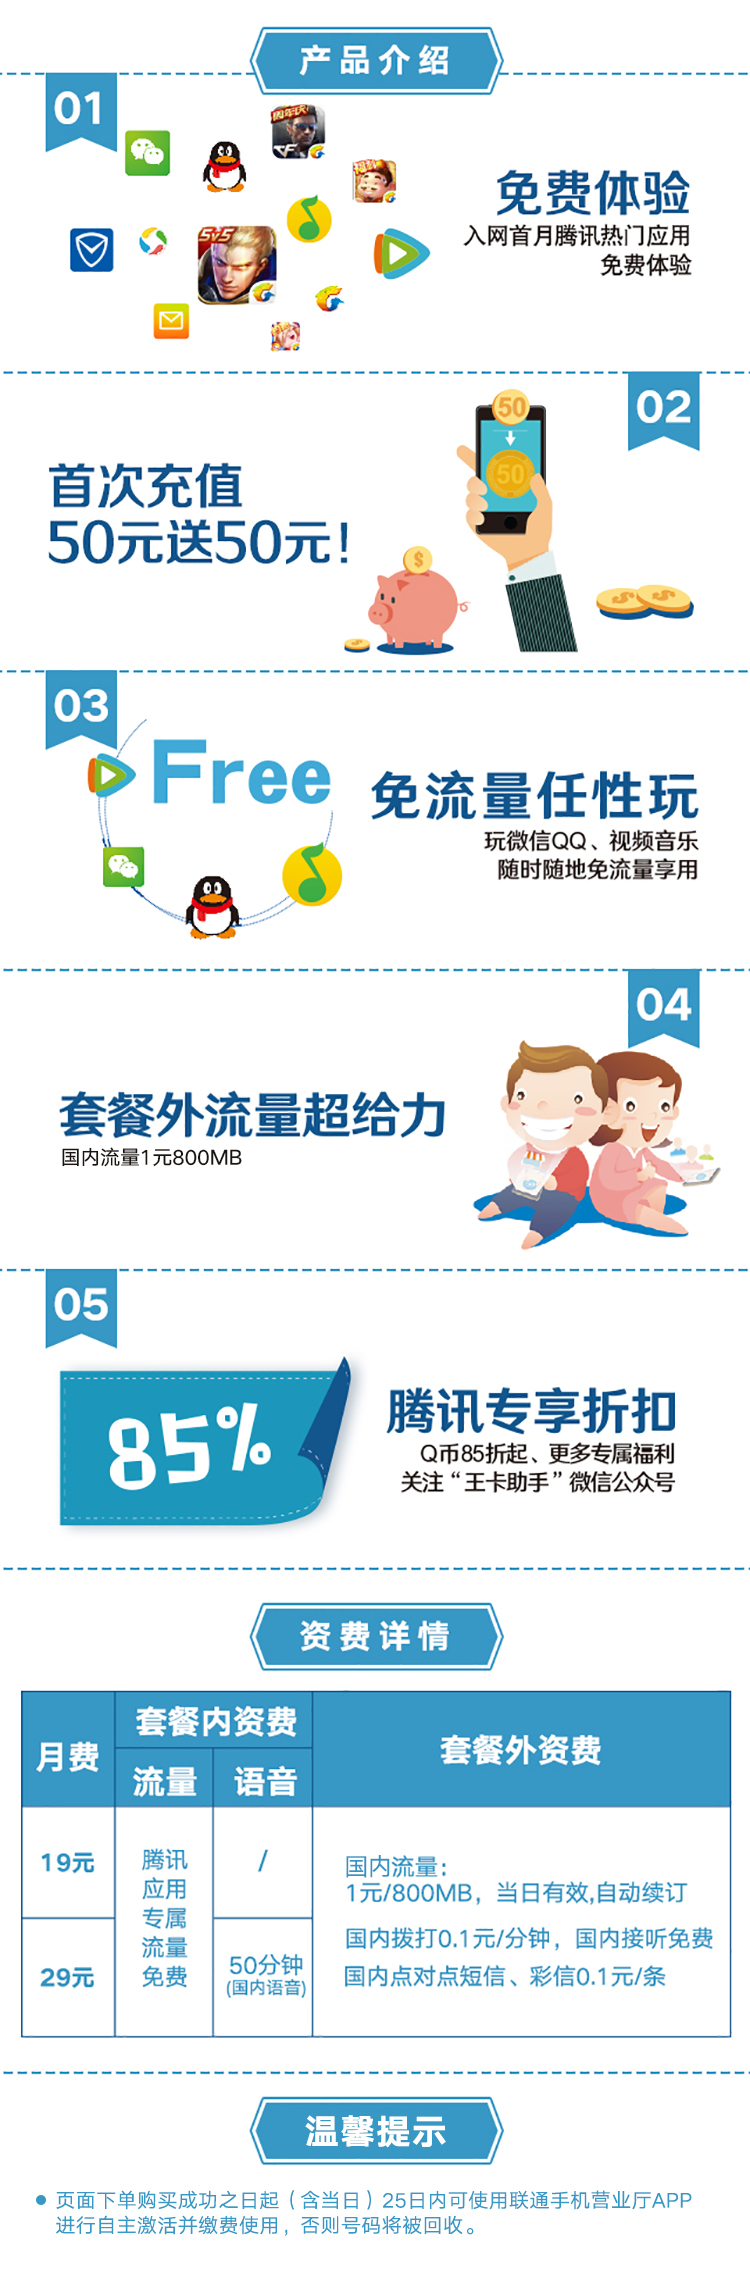 产品介绍
01
周年庆
CF
福利
5v5
免费体验
入网首月腾讯热门应用
免费体验
02
50
50
首次充值
50元送50元！
$
$
$
$
03
Free
免流量任性玩
玩微信QQ、视频音乐
随时随地免流量享用
04
套餐外流量超给力
国内流量1元800MB
05
85%
腾讯专享折扣
Q币85折起、更多专属福利
关注“王卡助手”微信公众号
资费详情
月费
套餐内资费
套餐外资费
流量
语音
19元
腾讯
应用
专属
流量
免费
/
29元
50分钟
(国内语音)
国内流量：
1元/800MB，当日有效,自动续订
国内拨打0.1元/分钟，国内接听免费
国内点对点短信、彩信0.1元/条
温馨提示
● 页面下单购买成功之日起（含当日）25日内可使用联通手机营业厅APP
进行自主激活并缴费使用，否则号码将被回收。